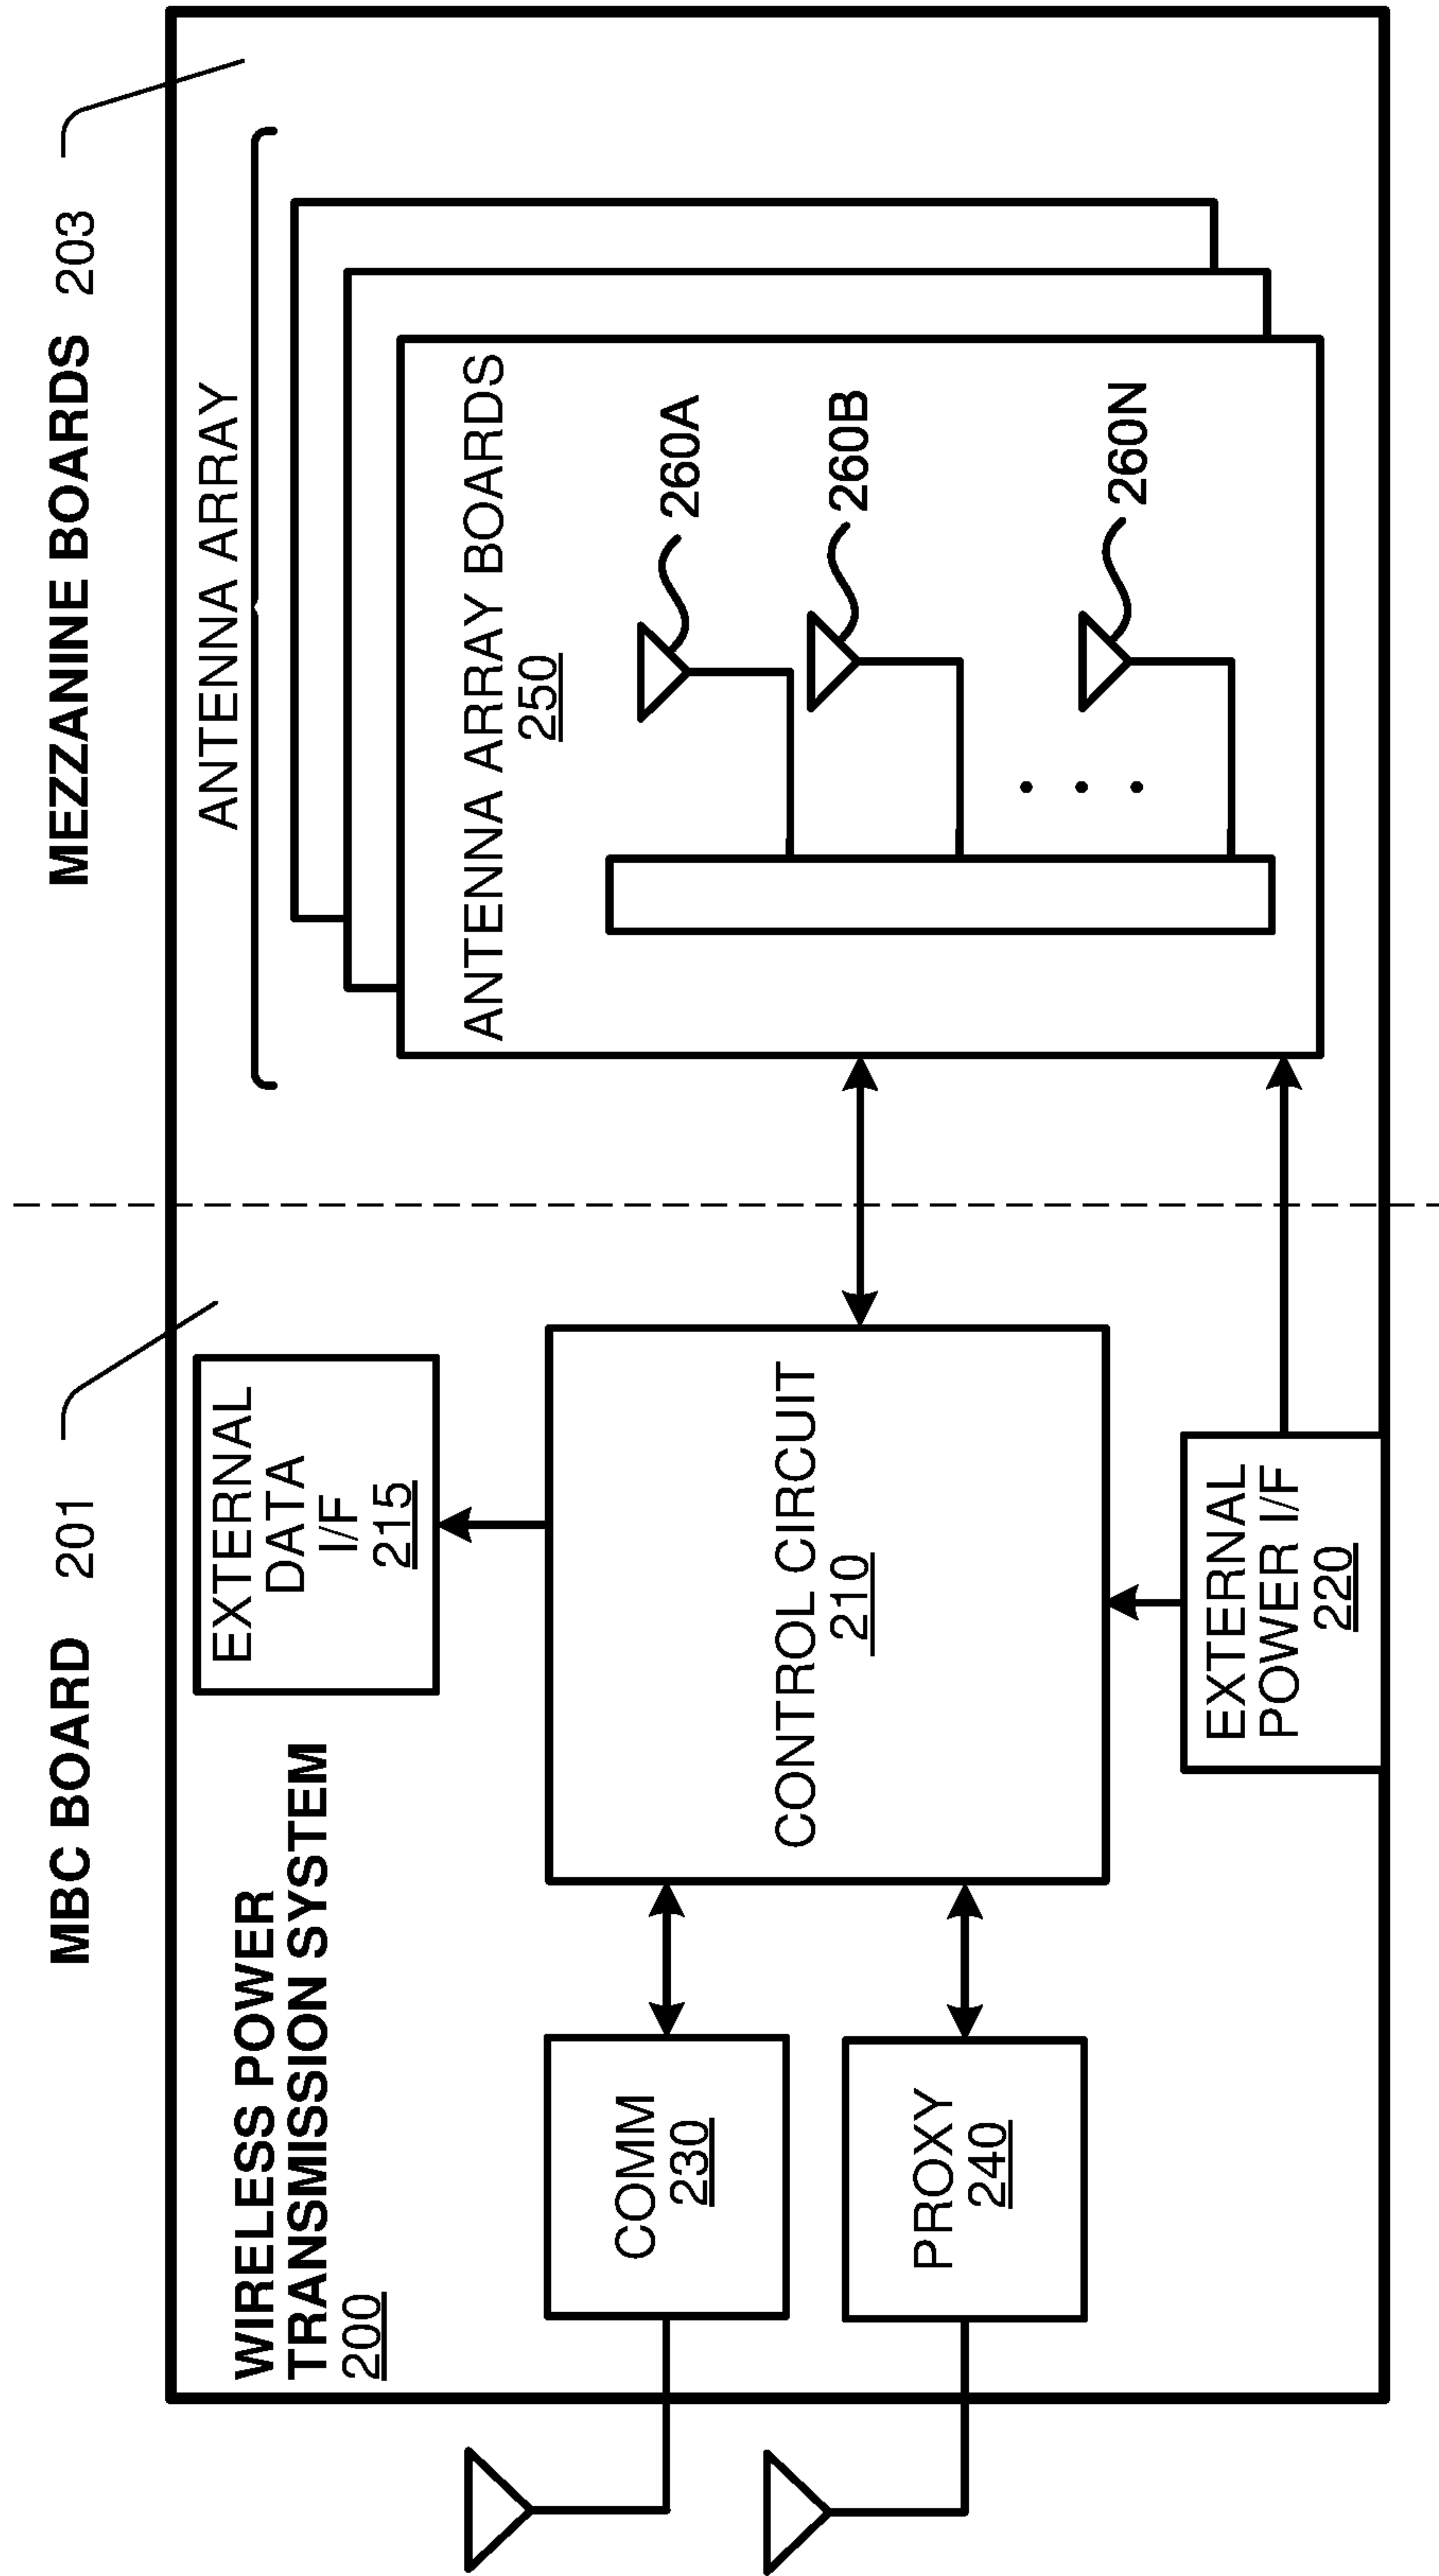 MBC BOARD 201
MEZZANINE BOARDS 203
WIRELESS POWER
TRANSMISSION SYSTEM
200
EXTERNAL
DATA
I/F
215
ANTENNA ARRAY
COMM
230
PROXY
240
CONTROL CIRCUIT
210
EXTERNAL
POWER I/F
220
ANTENNA ARRAY BOARDS
250
260A
260B
260N